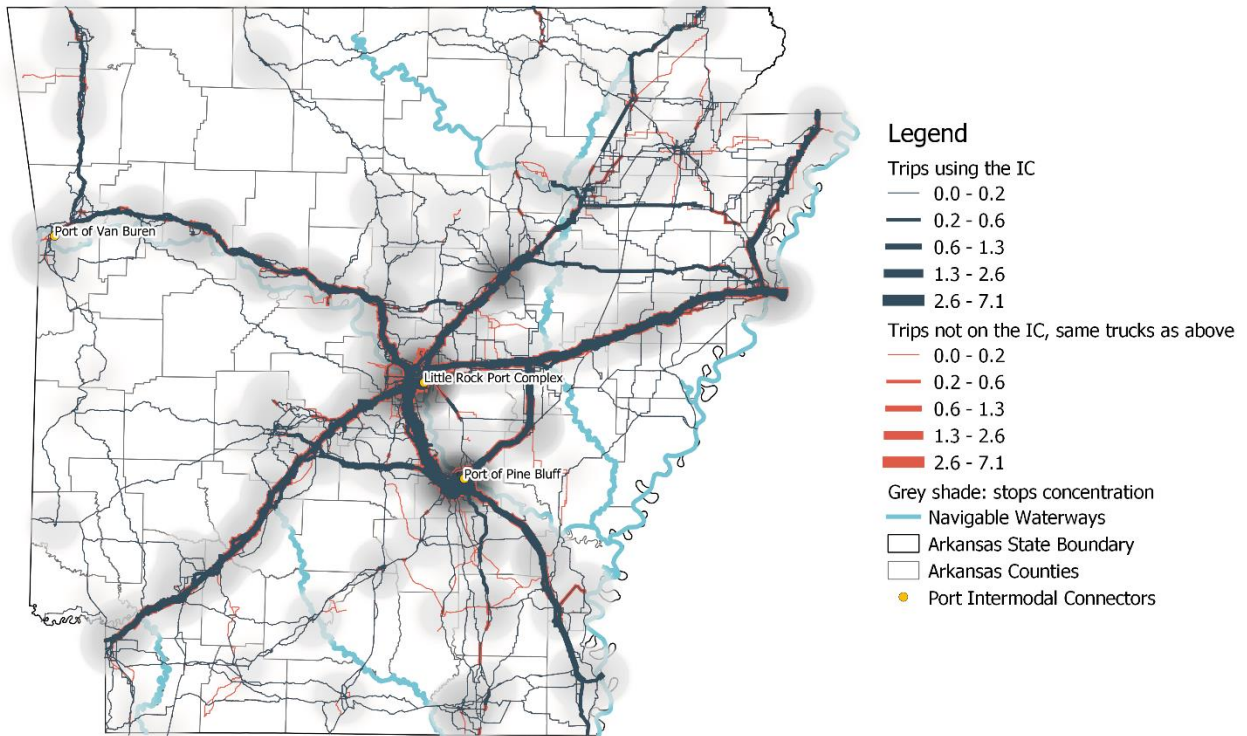 Port of Van Buren
Little Rock Port Complex
Port of Pine Bluff
Legend
Trips using the IC
0.0 - 0.2
0.2 - 0.6
0.6 - 1.3
1.3 - 2.6
2.6 - 7.1
Trips not on the IC, same trucks as above
0.0 - 0.2
0.2 - 0.6
0.6 - 1.3
1.3 - 2.6
2.6 - 7.1
Grey shade: stops concentration
Navigable Waterways
Arkansas State Boundary
Arkansas Counties
Port Intermodal Connectors